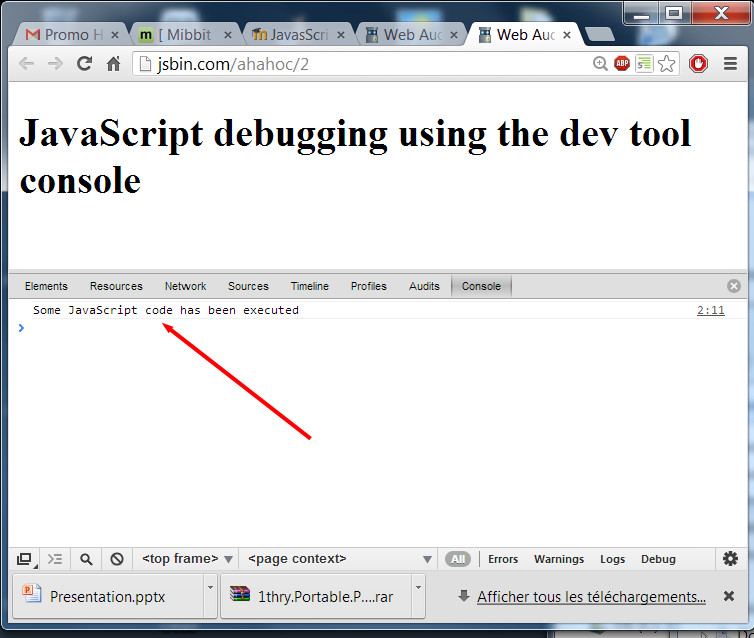 Promo H
m [ Mibbit
JavasScri
Web Auc
Web Auc
jsbin.com/ahahoc/2
ABP
JavaScript debugging using the dev tool
console
Elements Resources Network Sources Timeline Profiles Audits Console
Some JavaScript code has been executed 2:11
<top frame> <page context> All Errors Warnings Logs Debug
Presentation.pptx 1thry.Portable.P....rar Afficher tous les téléchargements...